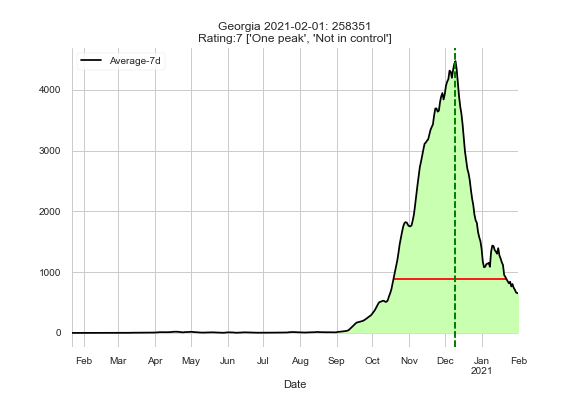 Georgia 2021-02-01: 258351
Rating:7 ['One peak', 'Not in control']
Average-7d
4000
3000
2000
1000
0
Feb Mar Apr May Jun Jul Aug Sep Oct Nov Dec Jan Feb
2021
Date